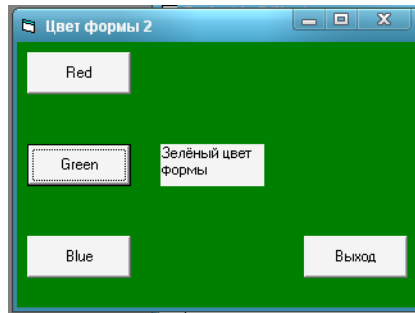 Цвет формы 2
Red
Green
Зелёный цвет
формы
Blue
Выход